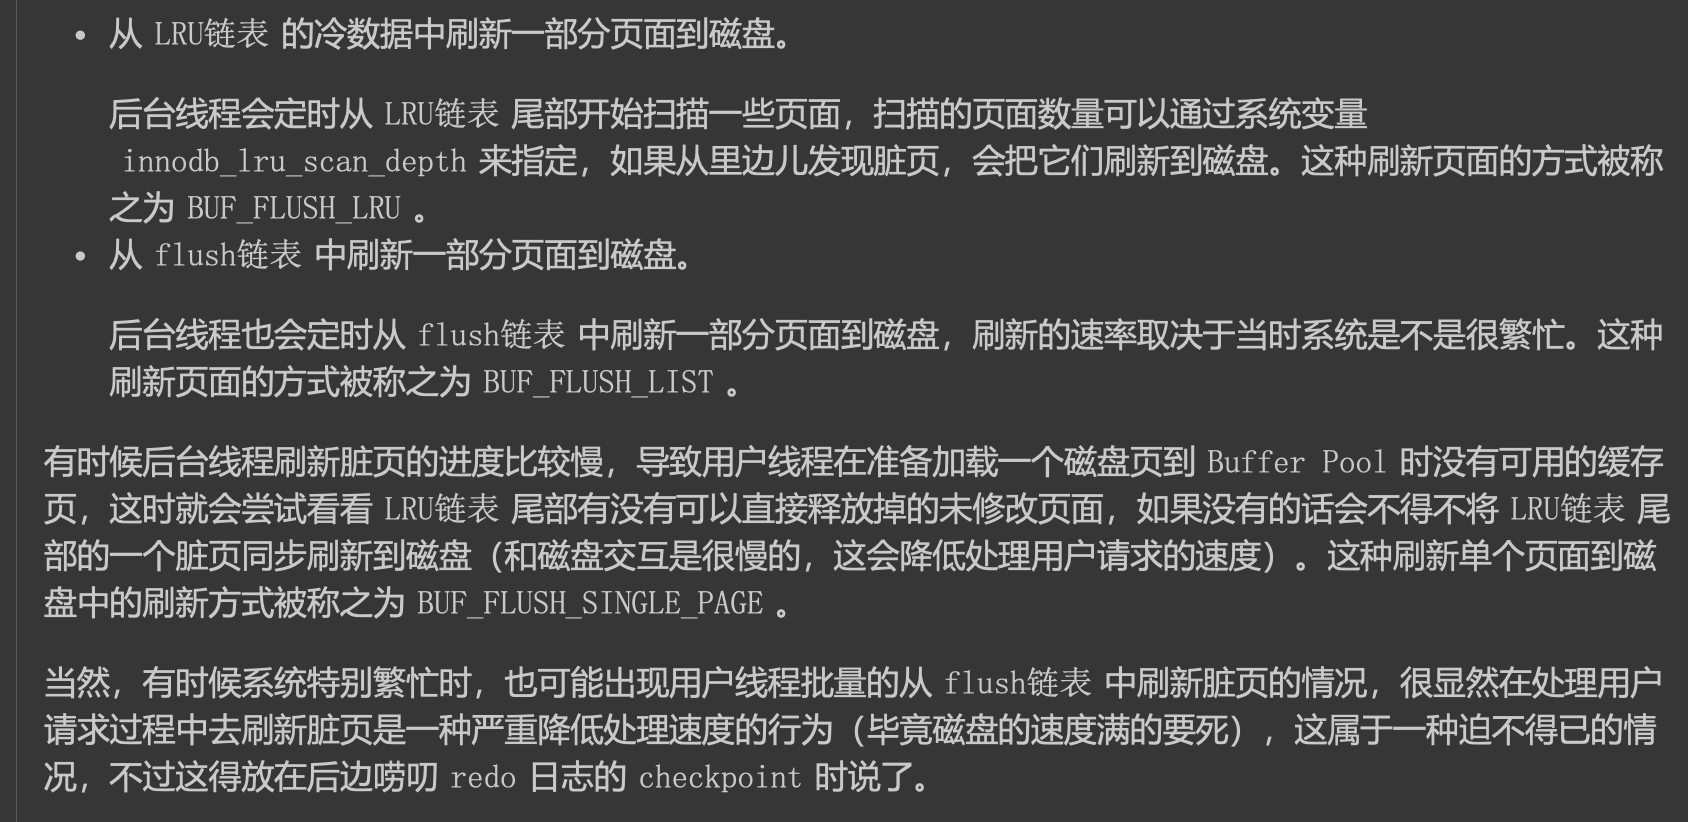 • 从 LRU链表 的冷数据中刷新一部分页面到磁盘。
后台线程会定时从 LRU链表 尾部开始扫描一些页面，扫描的页面数量可以通过系统变量
innodb_lru_scan_depth 来指定，如果从里边儿发现脏页，会把它们刷新到磁盘。这种刷新页面的方式被称
之为 BUF_FLUSH_LRU 。
• 从 flush链表 中刷新一部分页面到磁盘。
后台线程也会定时从 flush链表 中刷新一部分页面到磁盘，刷新的速率取决于当时系统是不是很繁忙。这种
刷新页面的方式被称之为 BUF_FLUSH_LIST 。
有时候后台线程刷新脏页的进度比较慢，导致用户线程在准备加载一个磁盘页到 Buffer Pool 时没有可用的缓存
页，这时就会尝试看看 LRU链表 尾部有没有可以直接释放掉的未修改页面，如果没有的话会不得不将 LRU链表 尾
部的一个脏页同步刷新到磁盘（和磁盘交互是很慢的，这会降低处理用户请求的速度）。这种刷新单个页面到磁
盘中的刷新方式被称之为 BUF_FLUSH_SINGLE_PAGE 。
当然，有时候系统特别繁忙时，也可能出现用户线程批量的从 flush链表 中刷新脏页的情况，很显然在处理用户
请求过程中去刷新脏页是一种严重降低处理速度的行为（毕竟磁盘的速度满的要死），这属于一种迫不得已的情
况，不过这得放在后边唠叨 redo 日志的 checkpoint 时说了。